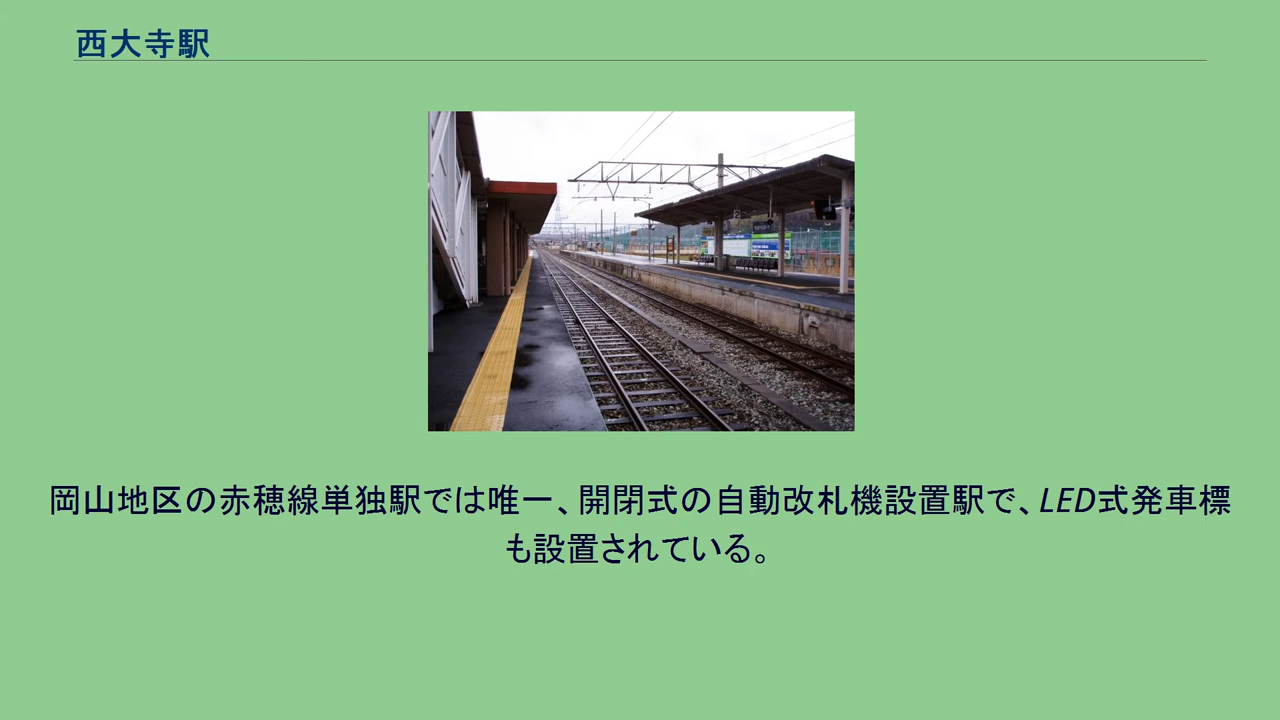 西大寺駅
岡山地区の赤穂線単独駅では唯一、開閉式の自動改札機設置駅で、LED式発車標
も設置されている。